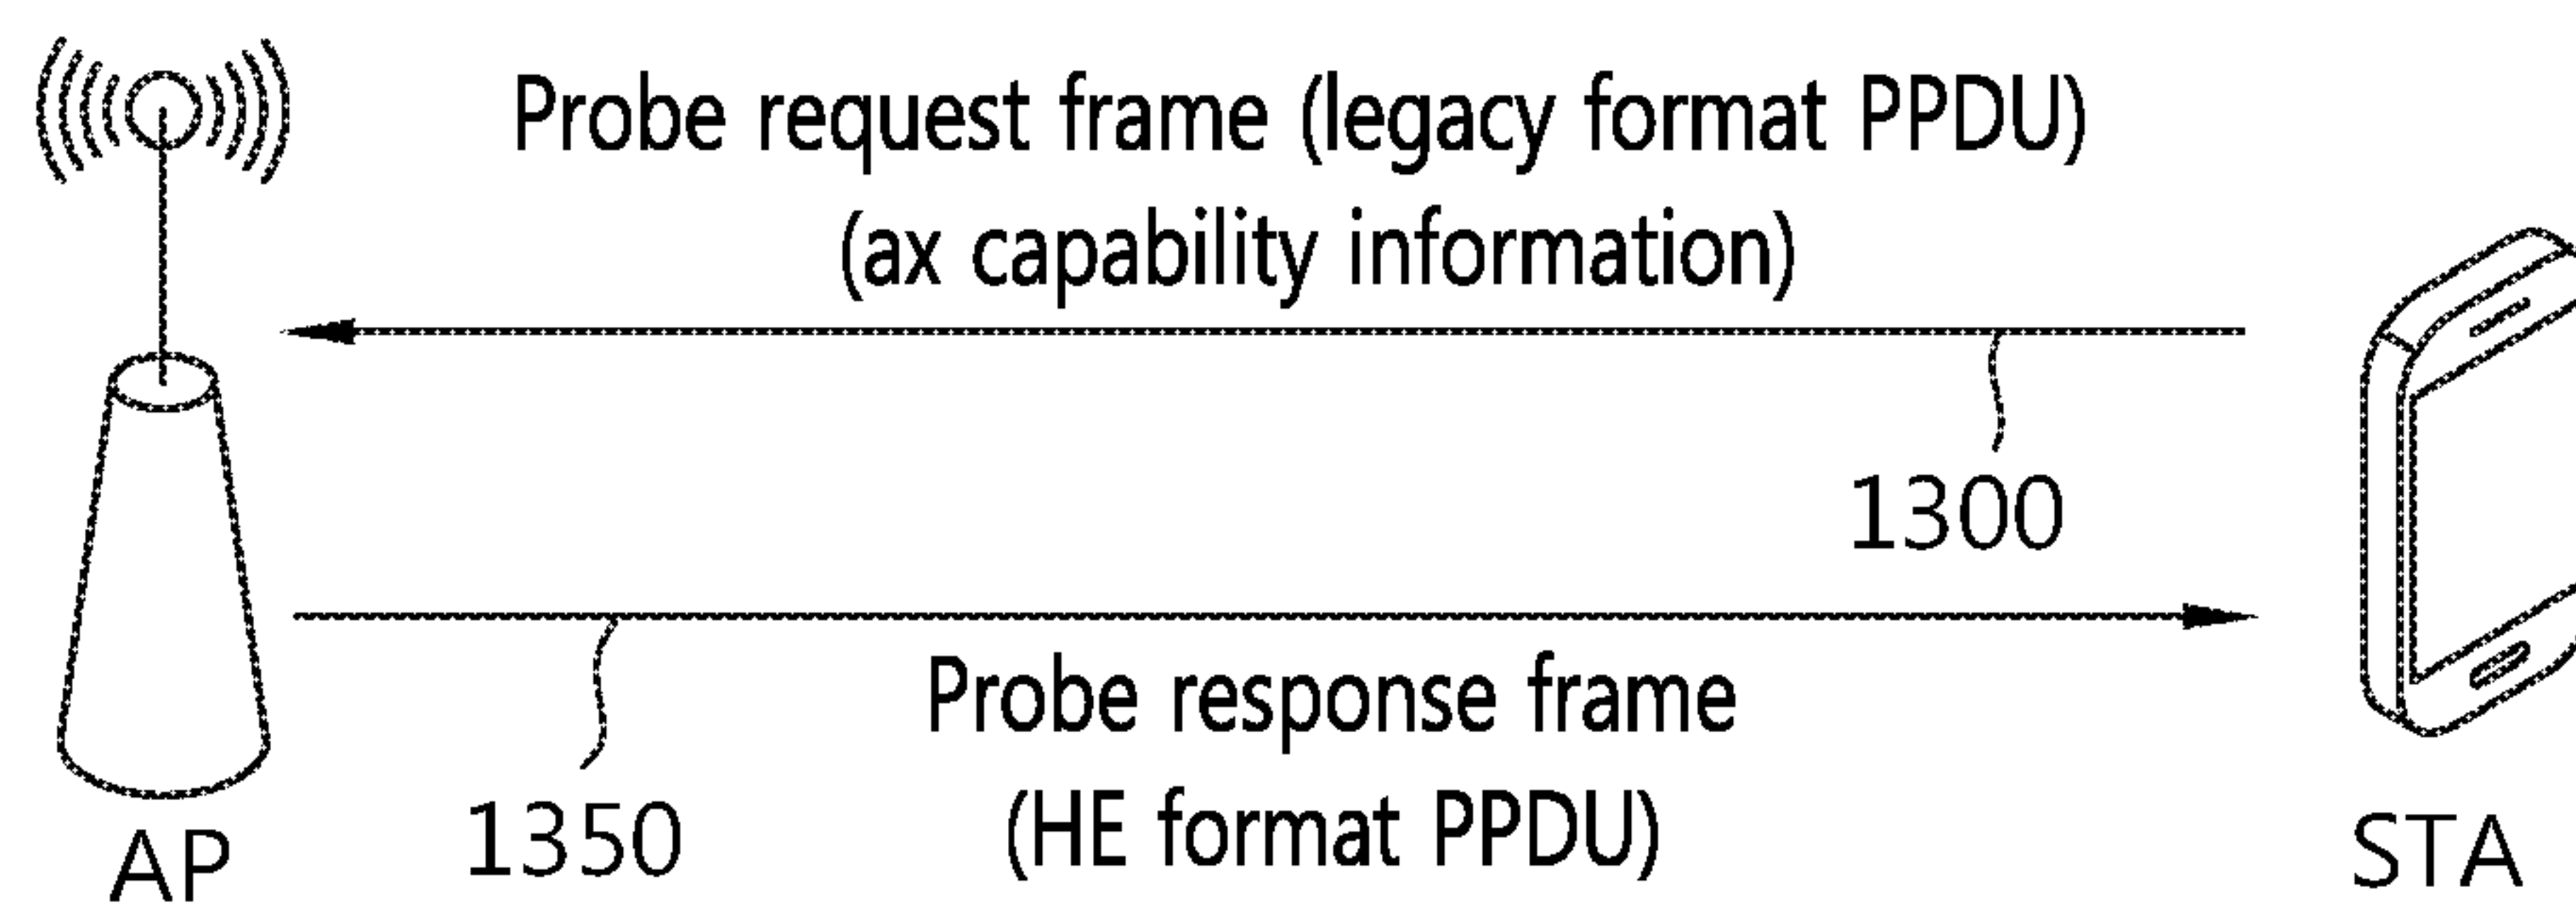 Probe request frame (legacy format PPDU)
(ax capability information)
1300
Probe response frame
(HE format PPDU)
1350
AP
STA